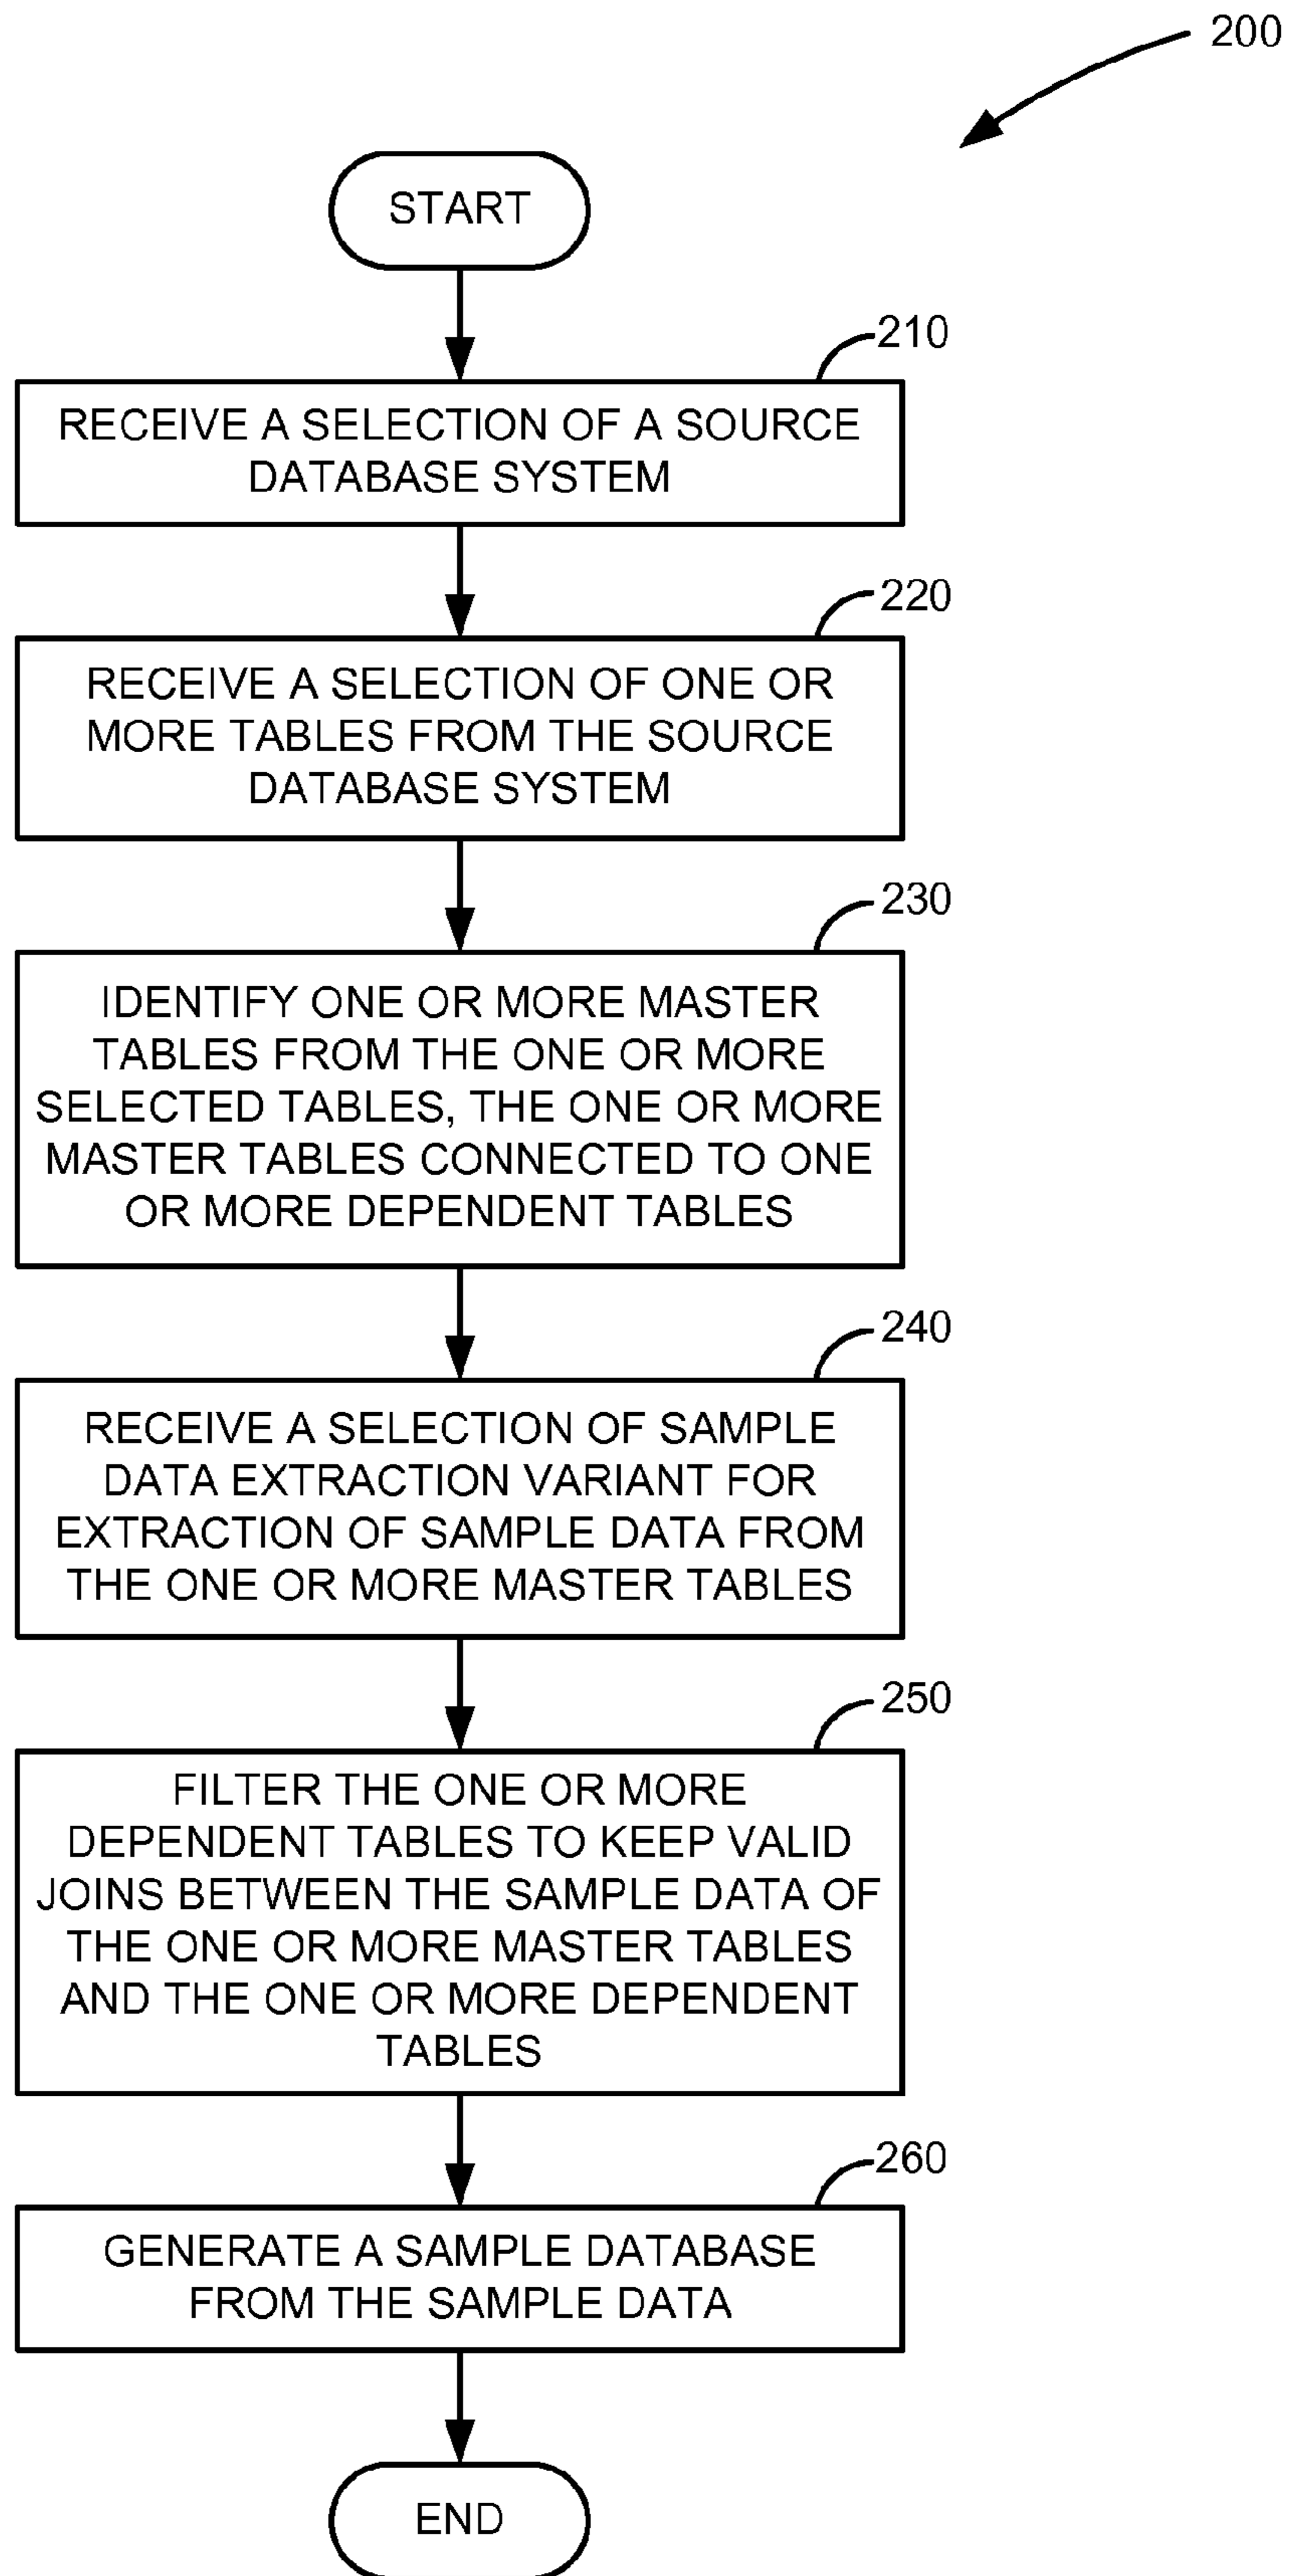 200
START
210
RECEIVE A SELECTION OF A SOURCE
DATABASE SYSTEM
220
RECEIVE A SELECTION OF ONE OR
MORE TABLES FROM THE SOURCE
DATABASE SYSTEM
230
IDENTIFY ONE OR MORE MASTER
TABLES FROM THE ONE OR MORE
SELECTED TABLES, THE ONE OR MORE
MASTER TABLES CONNECTED TO ONE
OR MORE DEPENDENT TABLES
240
RECEIVE A SELECTION OF SAMPLE
DATA EXTRACTION VARIANT FOR
EXTRACTION OF SAMPLE DATA FROM
THE ONE OR MORE MASTER TABLES
250
FILTER THE ONE OR MORE
DEPENDENT TABLES TO KEEP VALID
JOINS BETWEEN THE SAMPLE DATA OF
THE ONE OR MORE MASTER TABLES
AND THE ONE OR MORE DEPENDENT
TABLES
260
GENERATE A SAMPLE DATABASE
FROM THE SAMPLE DATA
END